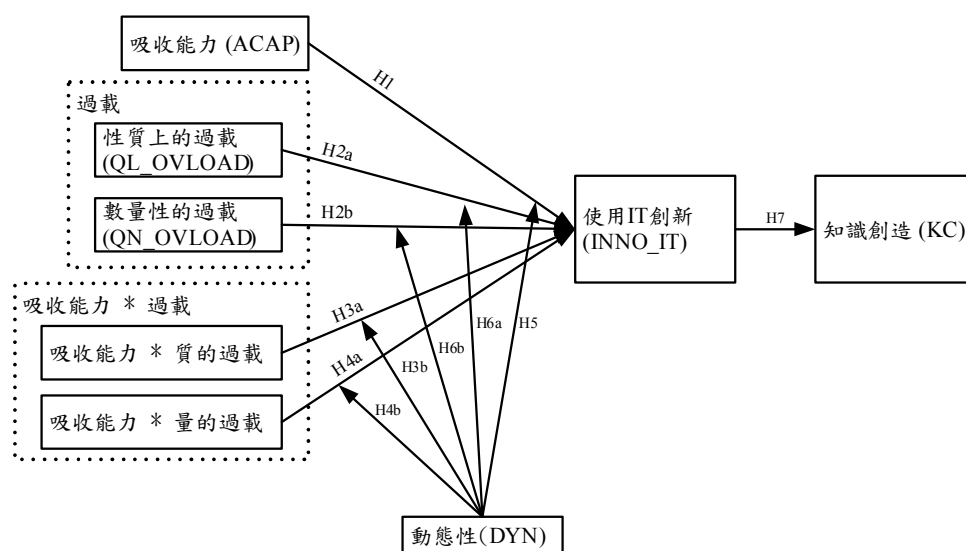 吸收能力 (ACAP)
H1
過載
性質上的過載
(QL_OVLOAD)
H2a
數量性的過載
(QN_OVLOAD)
H2b
使用IT創新
(INNO_IT)
H7
知識創造 (KC)
吸收能力 * 過載
H3a
吸收能力 * 質的過載
H4a
H6b
H6a
H5
H3b
吸收能力 * 量的過載
H4b
動態性(DYN)